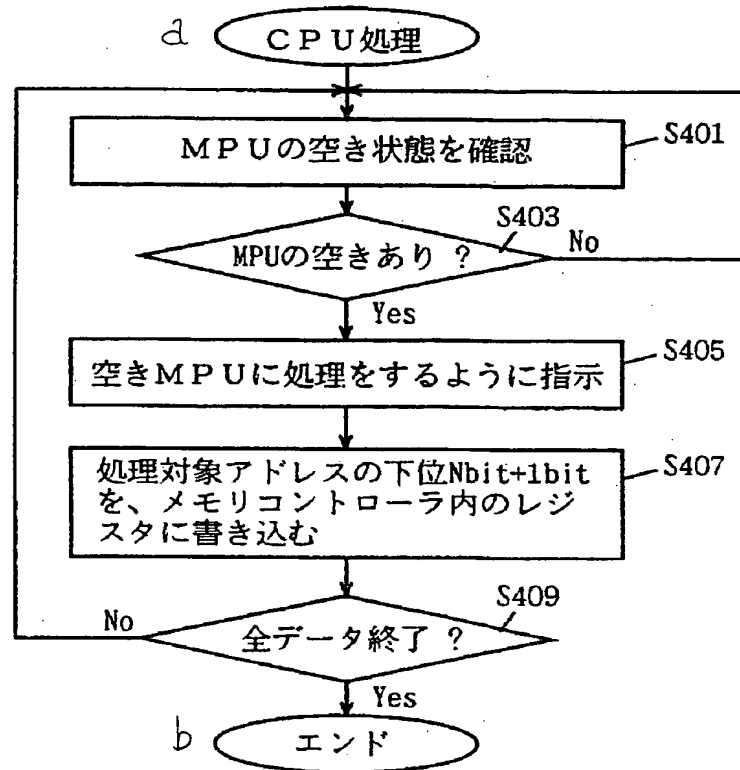 a
CPU処理
MPUの空き状態を確認
S401
MPUの空きあり ?
S403
No
Yes
空きMPUに処理をするように指示
S405
処理対象アドレスの下位Nbit+1bit
を、メモリコントローラ内のレジ
スタに書き込む
S407
全データ終了 ?
S409
No
Yes
b
エンド